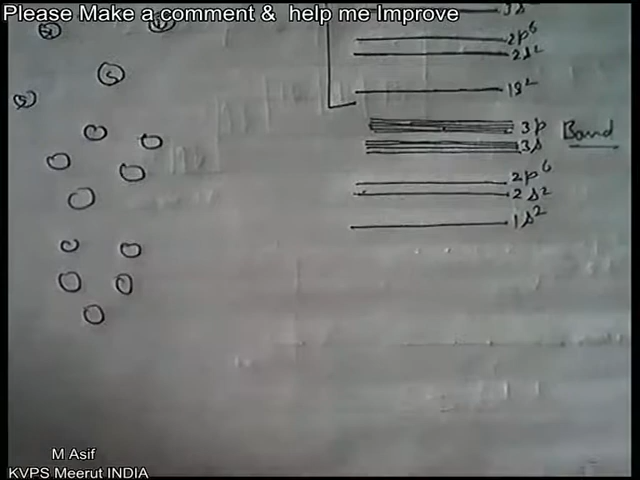 Please Make a comment & help me Improve
3s²
2p⁶
2s²
1s²
3p Band
3s
2p⁶
2s²
1s²
M Asif
KVPS Meerut INDIA